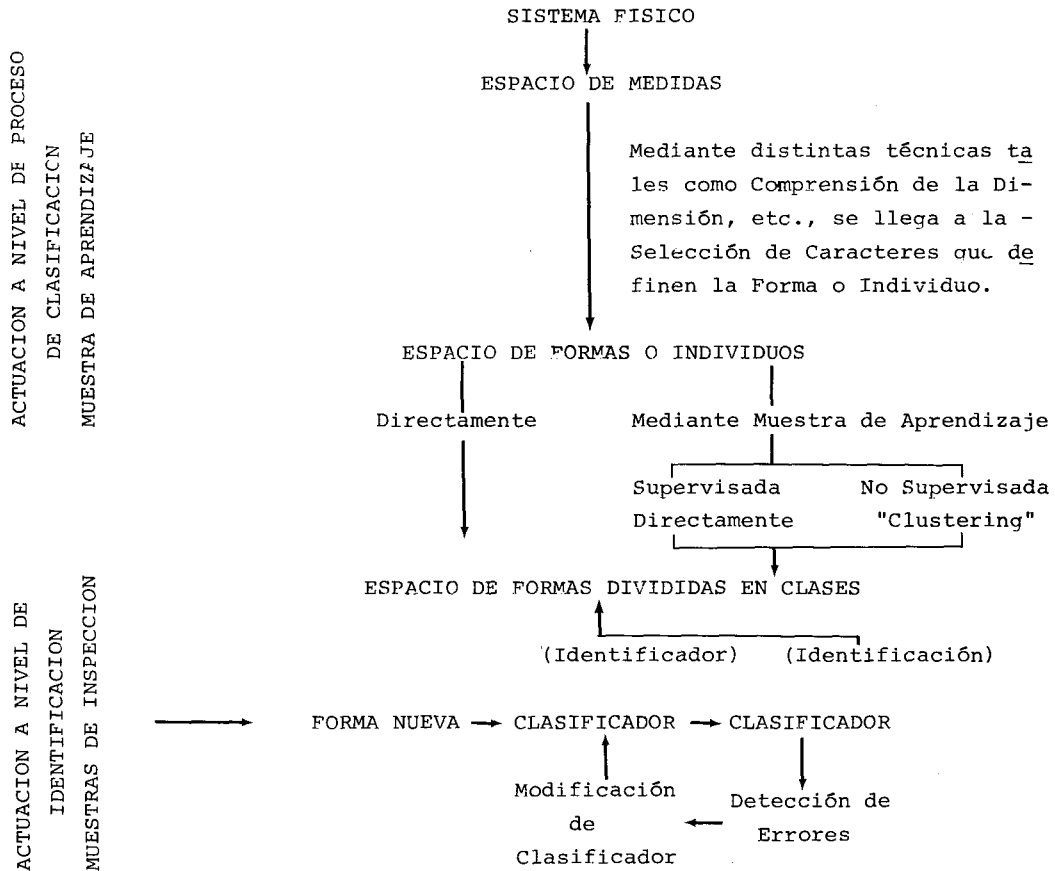 SISTEMA FISICO
ESPACIO DE MEDIDAS
ACTUACION A NIVEL DE PROCESO
DE CLASIFICACION
MUESTRA DE APRENDIZAJE
Mediante distintas técnicas ta
les como Comprensión de la Di-
mensión, etc., se llega a la -
Selección de Caracteres que de
finen la Forma o Individuo.
ESPACIO DE FORMAS O INDIVIDUOS
Directamente
Mediante Muestra de Aprendizaje
Supervisada
Directamente
No Supervisada
"Clustering"
ESPACIO DE FORMAS DIVIDIDAS EN CLASES
(Identificador) (Identificación)
ACTUACION A NIVEL DE
IDENTIFICACION
MUESTRAS DE INSPECCION
FORMA NUEVA CLASIFICADOR CLASIFICADOR
Modificación
de
Clasificador
Detección de
Errores